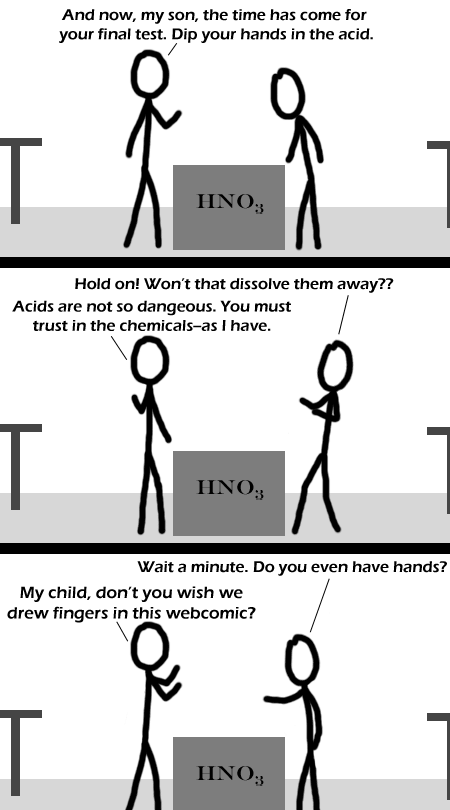 And now, my son, the time has come for
your final test. Dip your hands in the acid.
HNO₃
Hold on! Won't that dissolve them away??
Acids are not so dangeous. You must
trust in the chemicals–as I have.
HNO₃
Wait a minute. Do you even have hands?
My child, don't you wish we
drew fingers in this webcomic?
HNO₃